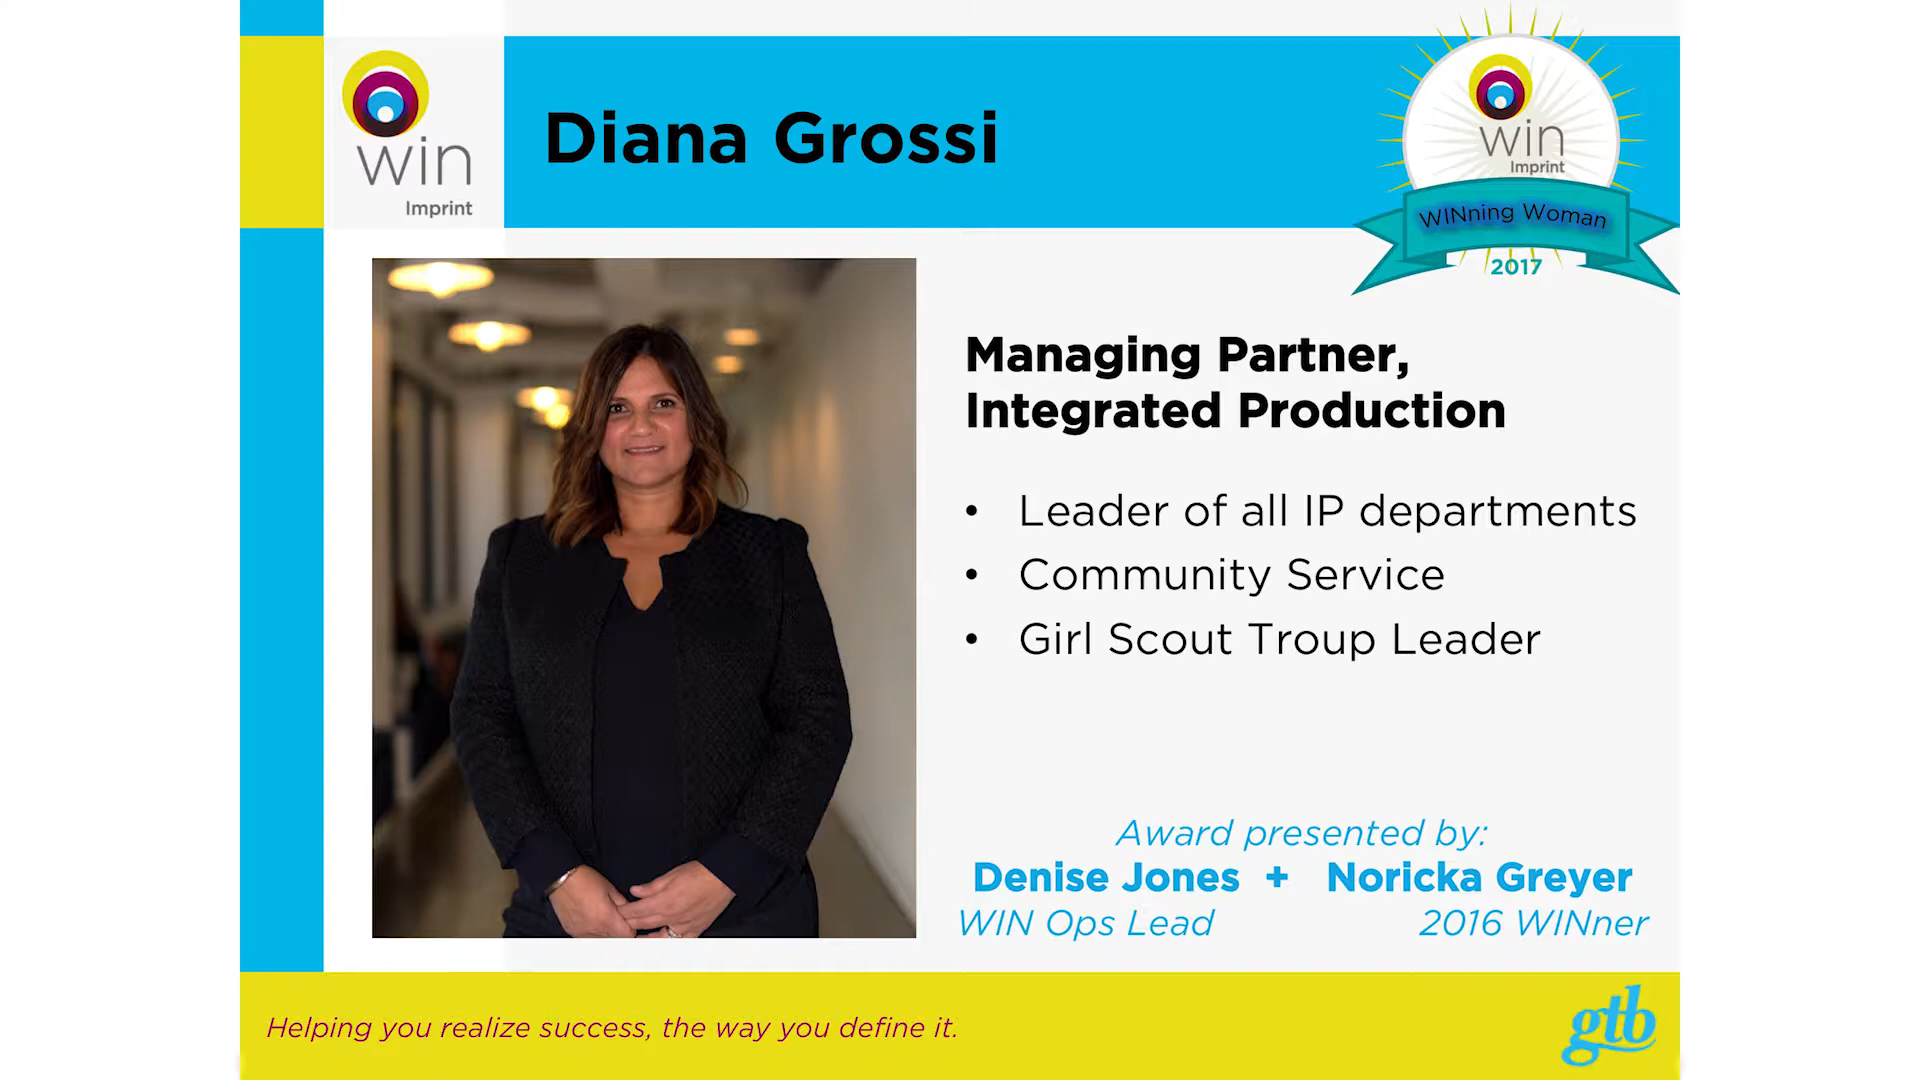 win
Imprint
Diana Grossi
win
Imprint
WINning Woman
2017
Managing Partner,
Integrated Production
• Leader of all IP departments
• Community Service
• Girl Scout Troup Leader
Award presented by:
Denise Jones + Noricka Greyer
WIN Ops Lead 2016 WINner
Helping you realize success, the way you define it.
gtb